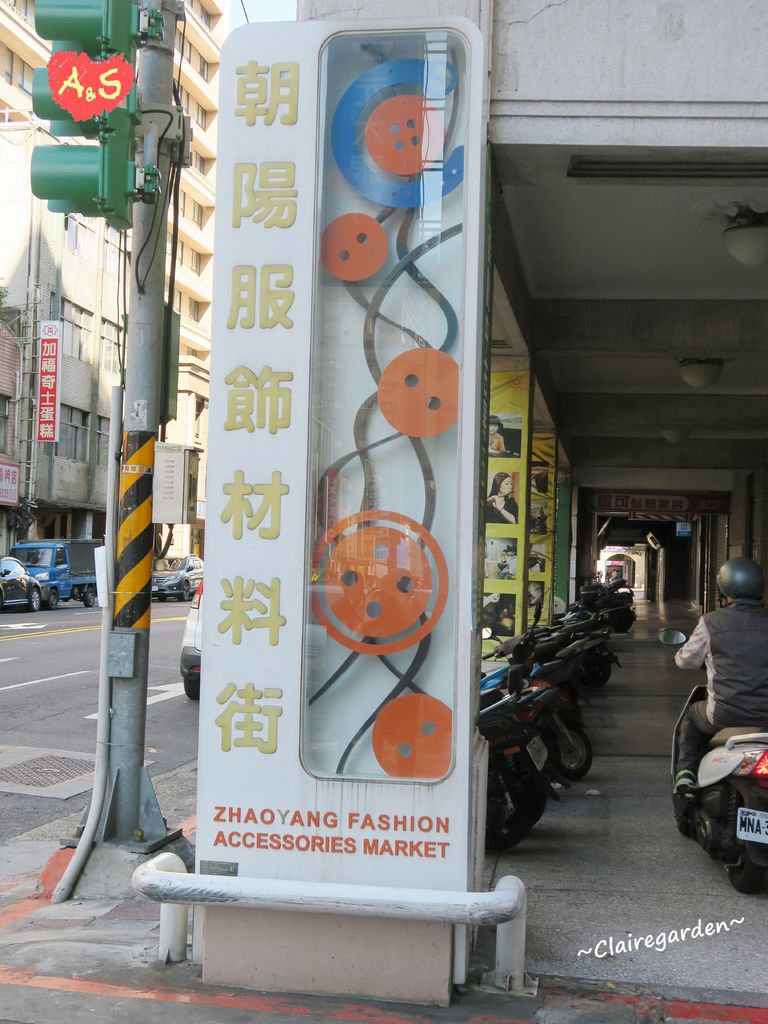 A&S
朝陽服飾材料街
ZHAOYANG FASHION
ACCESSORIES MARKET
加福奇士蛋糕
MNA-
~Clairegarden~